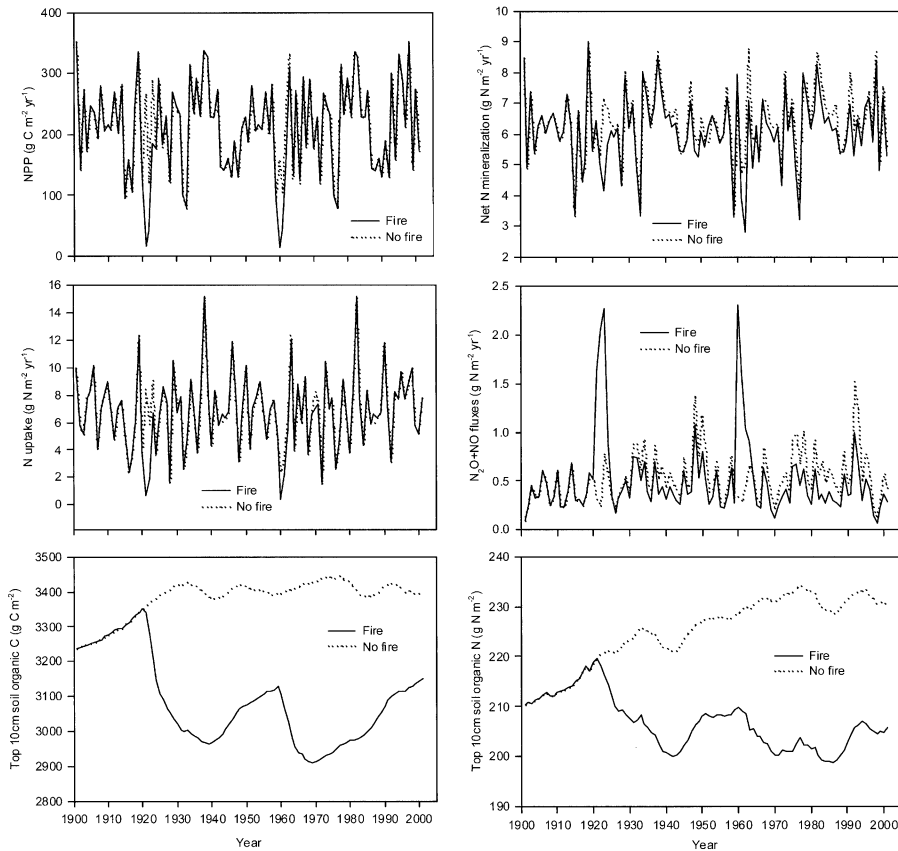 NPP (g C m⁻² yr⁻¹)
400
300
200
100
0
Fire
No fire
Net N mineralization (g N m⁻² yr⁻¹)
10
9
8
7
6
5
4
3
2
Fire
No fire
N uptake (g N m⁻² yr⁻¹)
16
14
12
10
8
6
4
2
0
Fire
No fire
N₂O+NO fluxes (g N m⁻² yr⁻¹)
2.5
2.0
1.5
1.0
0.5
0.0
Fire
No fire
Top 10cm soil organic C (g C m⁻²)
3500
3400
3300
3200
3100
3000
2900
2800
Fire
No fire
1900 1910 1920 1930 1940 1950 1960 1970 1980 1990 2000
Year
Top 10cm soil organic N (g N m⁻²)
240
230
220
210
200
190
Fire
No fire
1900 1910 1920 1930 1940 1950 1960 1970 1980 1990 2000
Year